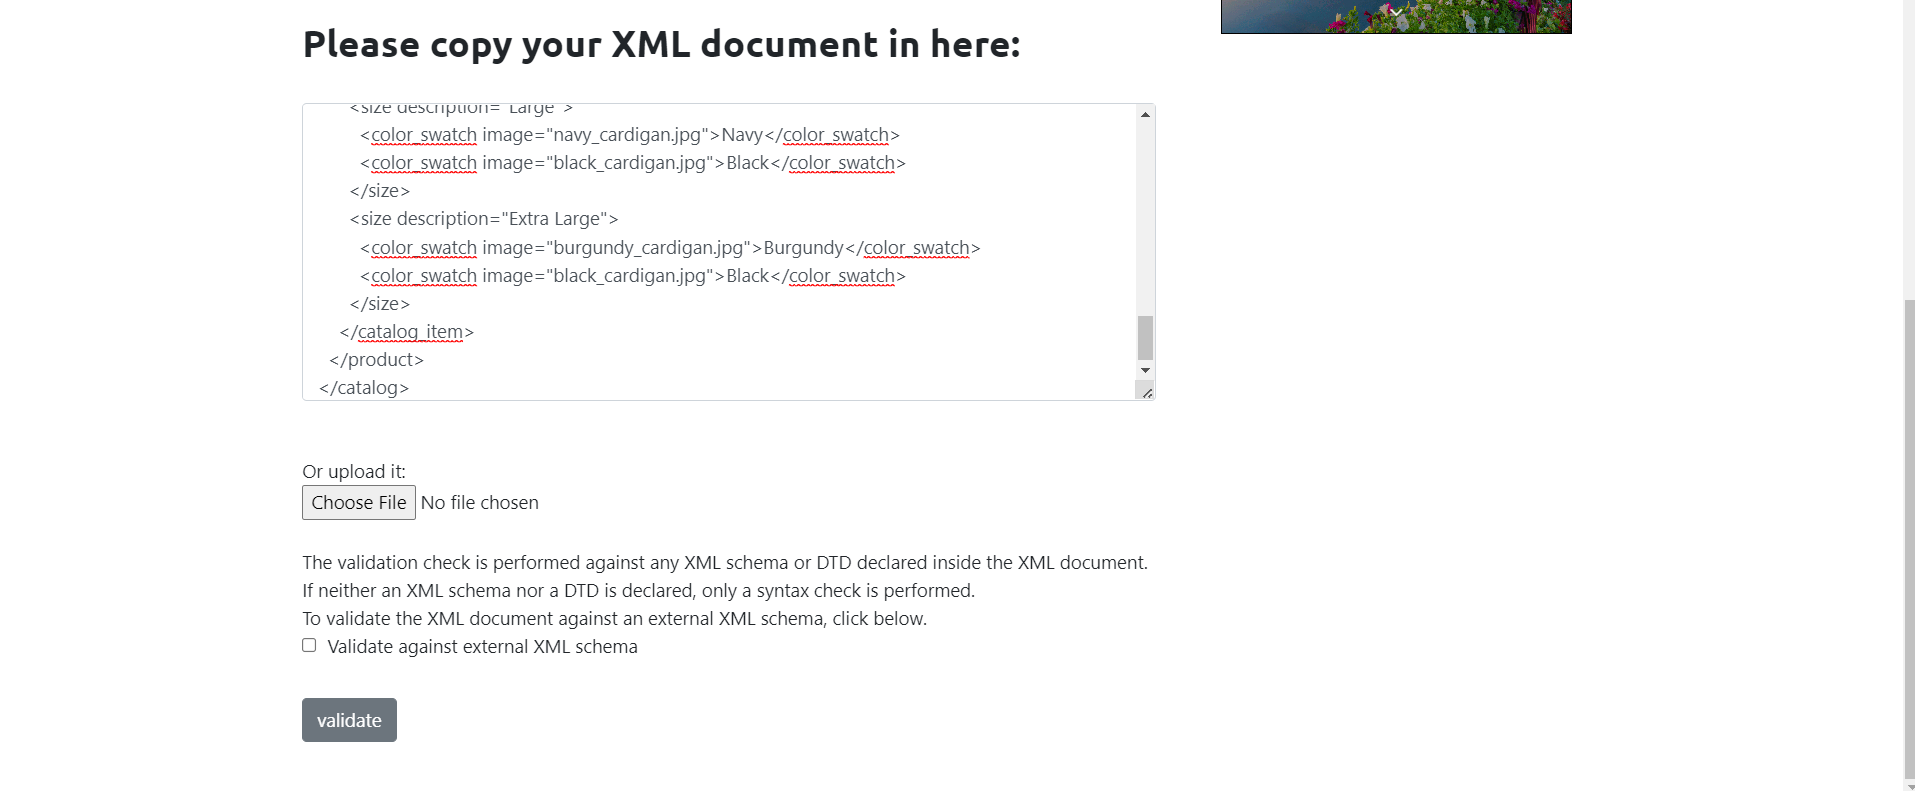 Please copy your XML document in here:
<size description="Large">
<color_swatch image="navy_cardigan.jpg">Navy</color_swatch>
<color_swatch image="black_cardigan.jpg">Black</color_swatch>
</size>
<size description="Extra Large">
<color_swatch image="burgundy_cardigan.jpg">Burgundy</color_swatch>
<color_swatch image="black_cardigan.jpg">Black</color_swatch>
</size>
</catalog_item>
</product>
</catalog>
Or upload it:
Choose File No file chosen
The validation check is performed against any XML schema or DTD declared inside the XML document.
If neither an XML schema nor a DTD is declared, only a syntax check is performed.
To validate the XML document against an external XML schema, click below.
Validate against external XML schema
validate